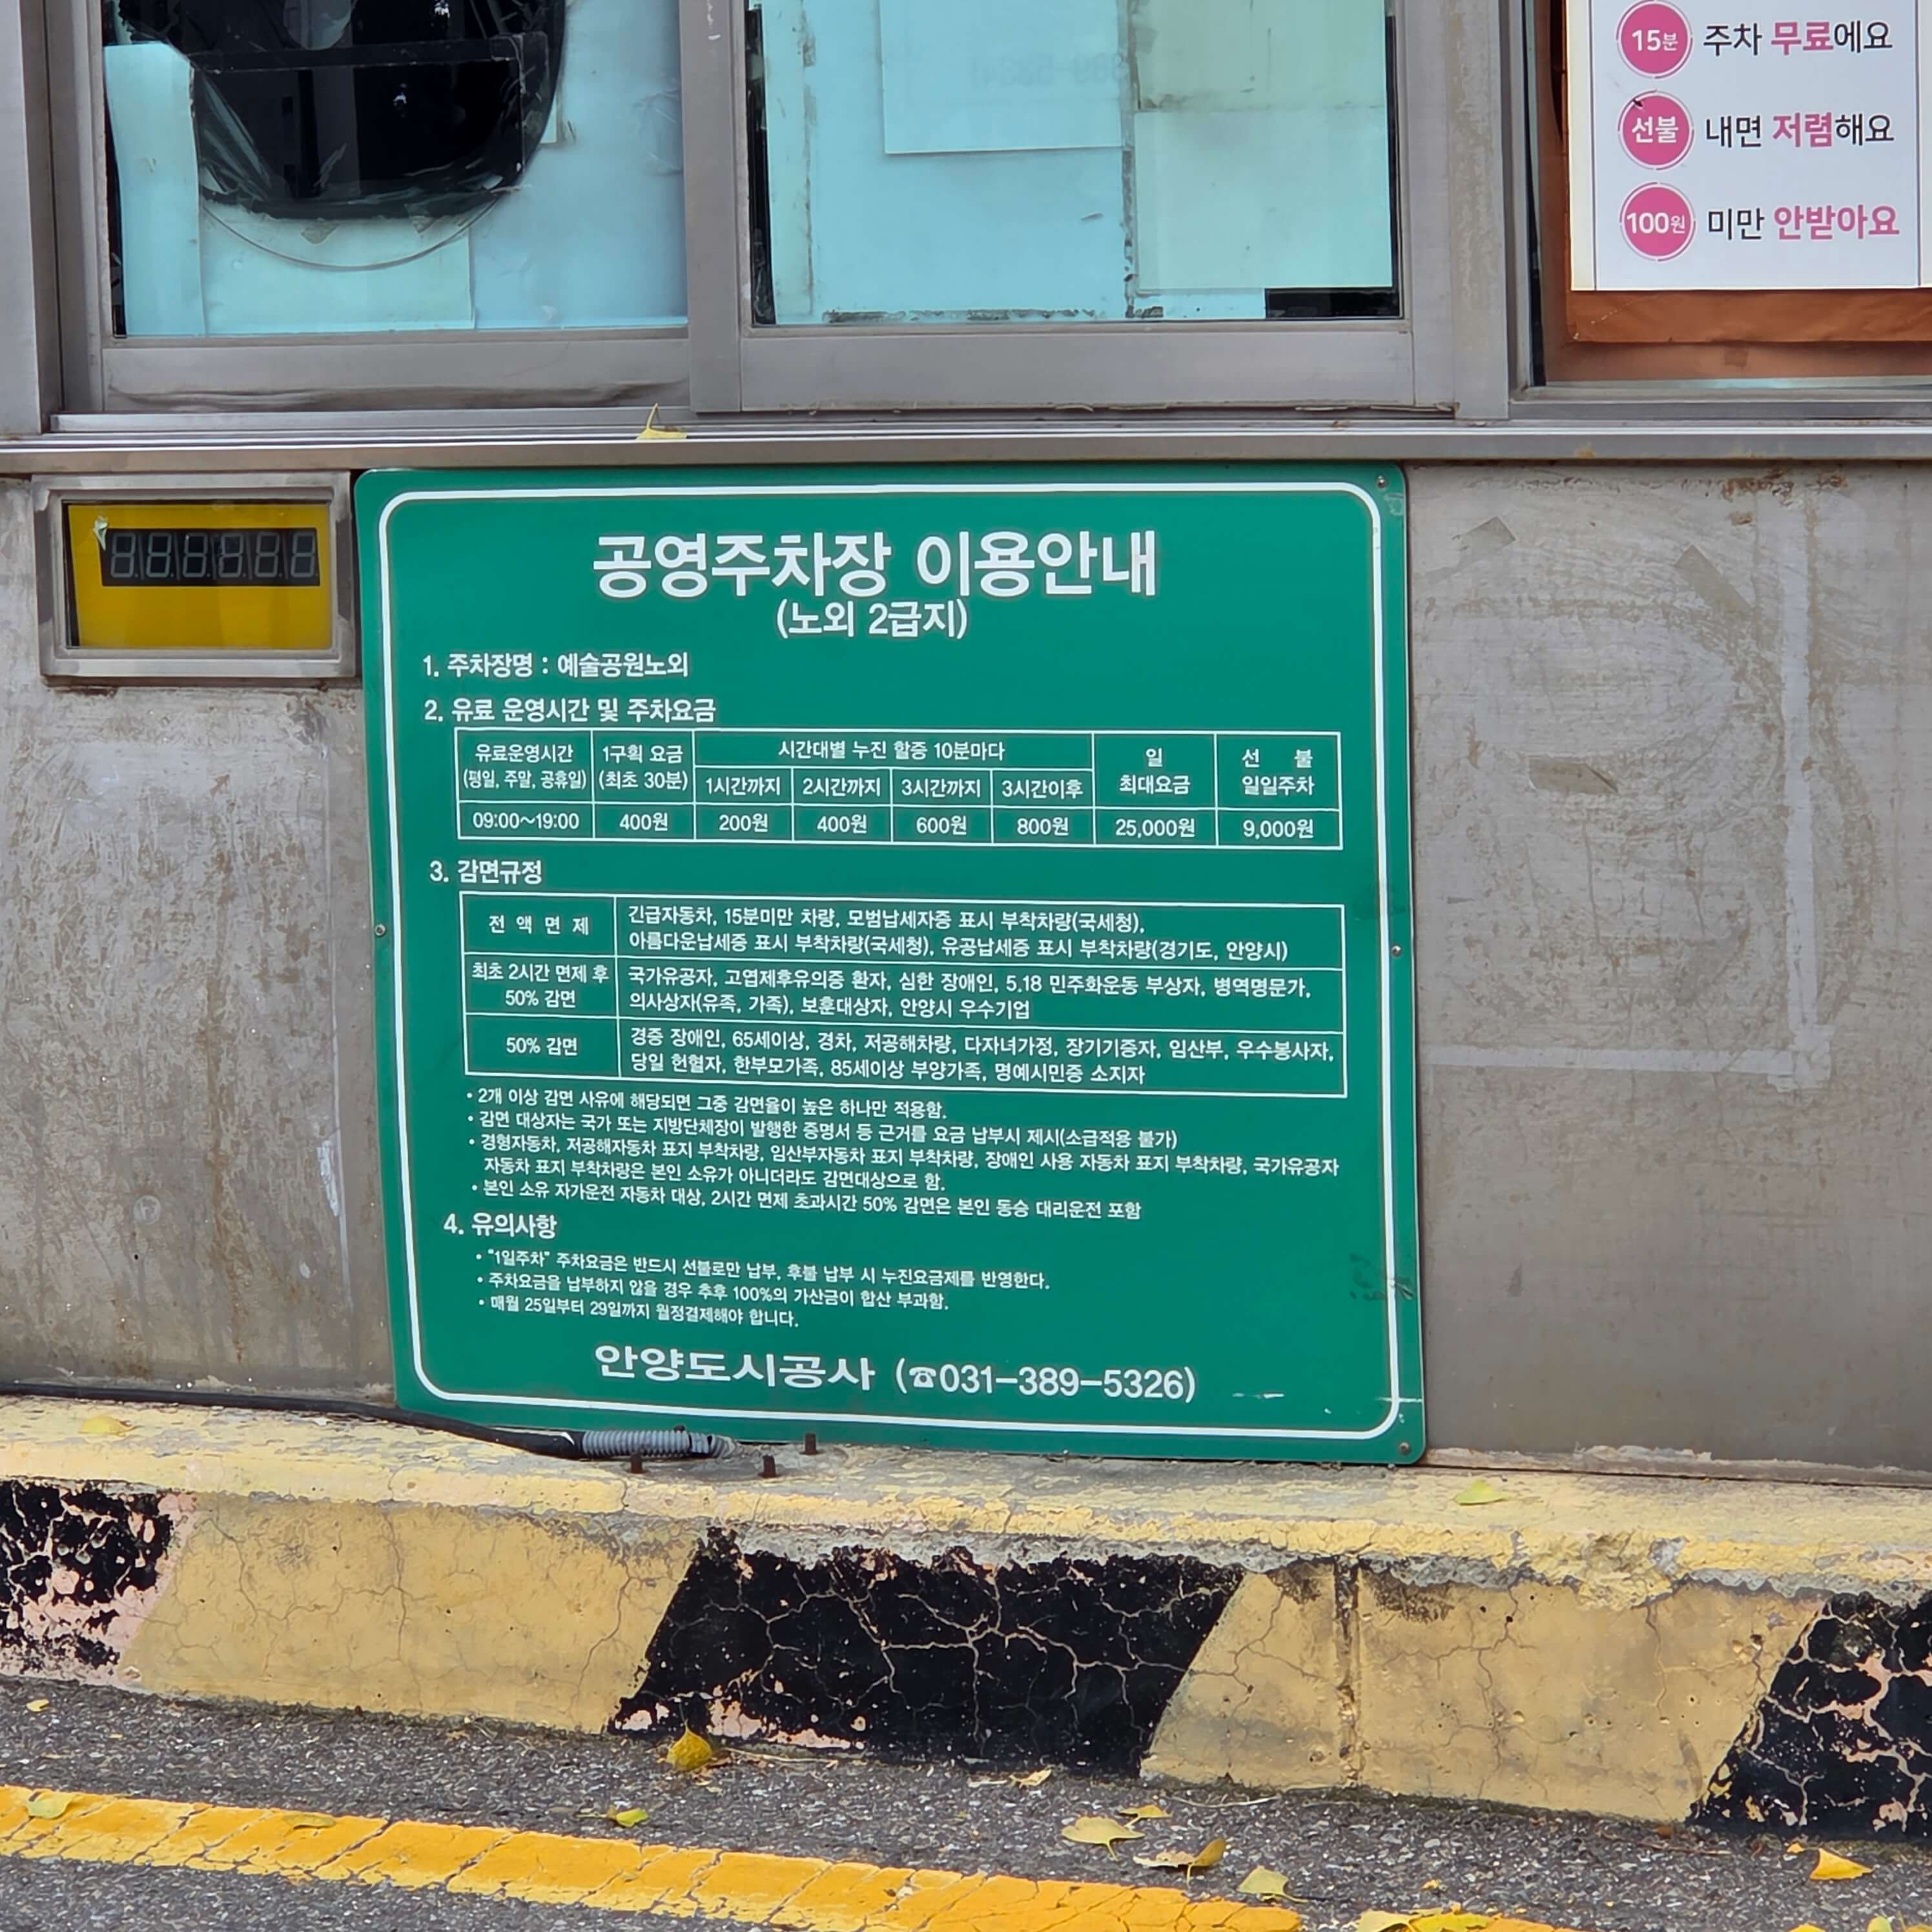 15분 주차 무료에요
선불 내면 저렴해요
100원 미만 안받아요
공영주차장 이용안내
(노외 2급지)
1. 주차장명 : 예술공원노외
2. 유료 운영시간 및 주차요금
유료운영시간 (평일, 주말, 공휴일)
1구획 요금 (최초 30분)
시간대별 누진 할증 10분마다
1시간까지 2시간까지 3시간까지 3시간이후
일 최대요금
선 불 일일주차
09:00~19:00 400원 200원 400원 600원 800원 25,000원 9,000원
3. 감면규정
전 액 면 제
긴급자동차, 15분미만 차량, 모범납세자증 표시 부착차량(국세청),
아름다운납세증 표시 부착차량(국세청), 유공납세증 표시 부착차량(경기도, 안양시)
최초 2시간 면제 후
50% 감면
국가유공자, 고엽제후유의증 환자, 심한 장애인, 5.18 민주화운동 부상자, 병역명문가,
의사상자(유족, 가족), 보훈대상자, 안양시 우수기업
50% 감면
경증 장애인, 65세이상, 경차, 저공해차량, 다자녀가정, 장기기증자, 임산부, 우수봉사자,
당일 헌혈자, 한부모가족, 85세이상 부양가족, 명예시민증 소지자
• 2개 이상 감면 사유에 해당되면 그중 감면율이 높은 하나만 적용함.
• 감면 대상자는 국가 또는 지방단체장이 발행한 증명서 등 근거를 요금 납부시 제시(소급적용 불가)
• 경형자동차, 저공해자동차 표지 부착차량, 임산부자동차 표지 부착차량, 장애인 사용 자동차 표지 부착차량, 국가유공자
자동차 표지 부착차량은 본인 소유가 아니더라도 감면대상으로 함.
• 본인 소유 자가운전 자동차 대상, 2시간 면제 초과시간 50% 감면은 본인 동승 대리운전 포함
4. 유의사항
• "1일주차" 주차요금은 반드시 선불로만 납부, 후불 납부 시 누진요금제를 반영한다.
• 주차요금을 납부하지 않을 경우 추후 100%의 가산금이 합산 부과함.
• 매월 25일부터 29일까지 월정결제해야 합니다.
안양도시공사 (☎031-389-5326)